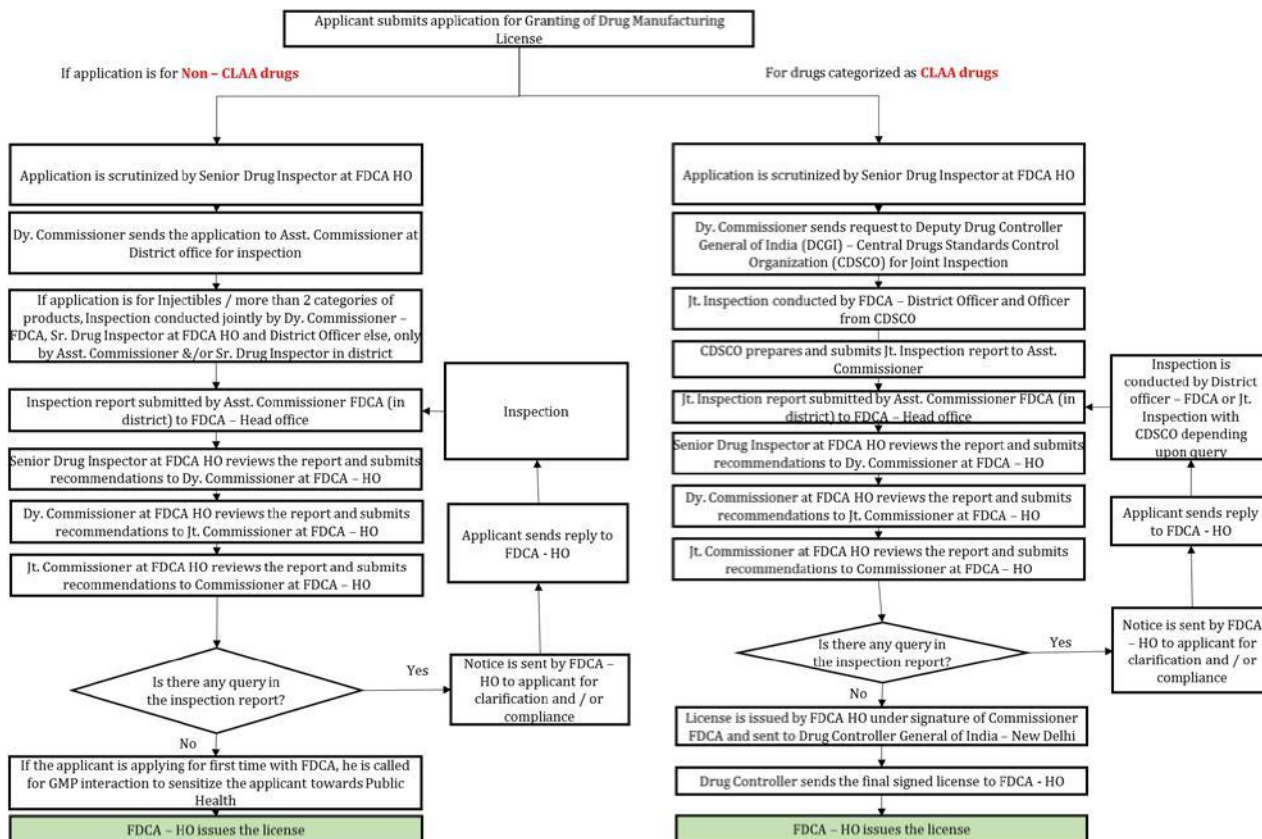 Applicant submits application for Granting of Drug Manufacturing
License
If application is for Non – CLAA drugs
For drugs categorized as CLAA drugs
Application is scrutinized by Senior Drug Inspector at FDCA HO
Dy. Commissioner sends the application to Asst. Commissioner at
District office for inspection
If application is for Injectibles / more than 2 categories of
products, Inspection conducted jointly by Dy. Commissioner –
FDCA, Sr. Drug Inspector at FDCA HO and District Officer else, only
by Asst. Commissioner &/or Sr. Drug Inspector in district
Inspection report submitted by Asst. Commissioner FDCA (in
district) to FDCA – Head office
Senior Drug Inspector at FDCA HO reviews the report and submits
recommendations to Dy. Commissioner at FDCA – HO
Dy. Commissioner at FDCA HO reviews the report and submits
recommendations to Jt. Commissioner at FDCA – HO
Jt. Commissioner at FDCA HO reviews the report and submits
recommendations to Commissioner at FDCA – HO
Is there any query in
the inspection report?
Yes
Notice is sent by FDCA –
HO to applicant for
clarification and / or
compliance
Applicant sends reply to
FDCA - HO
Inspection
No
If the applicant is applying for first time with FDCA, he is called
for GMP interaction to sensitize the applicant towards Public
Health
FDCA – HO issues the license
Application is scrutinized by Senior Drug Inspector at FDCA HO
Dy. Commissioner sends request to Deputy Drug Controller
General of India (DCGI) – Central Drugs Standards Control
Organization (CDSCO) for Joint Inspection
Jt. Inspection conducted by FDCA – District Officer and Officer
from CDSCO
CDSCO prepares and submits Jt. Inspection report to Asst.
Commissioner
Jt. Inspection report submitted by Asst. Commissioner FDCA (in
district) to FDCA – Head office
Senior Drug Inspector at FDCA HO reviews the report and submits
recommendations to Dy. Commissioner at FDCA – HO
Dy. Commissioner at FDCA HO reviews the report and submits
recommendations to Jt. Commissioner at FDCA – HO
Jt. Commissioner at FDCA HO reviews the report and submits
recommendations to Commissioner at FDCA – HO
Is there any query in
the inspection report?
Yes
Notice is sent by FDCA
– HO to applicant for
clarification and / or
compliance
Applicant sends reply
to FDCA - HO
Inspection is
conducted by District
officer – FDCA or Jt.
Inspection with
CDSCO depending
upon query
No
License is issued by FDCA HO under signature of Commissioner
FDCA and sent to Drug Controller General of India – New Delhi
Drug Controller sends the final signed license to FDCA - HO
FDCA – HO issues the license